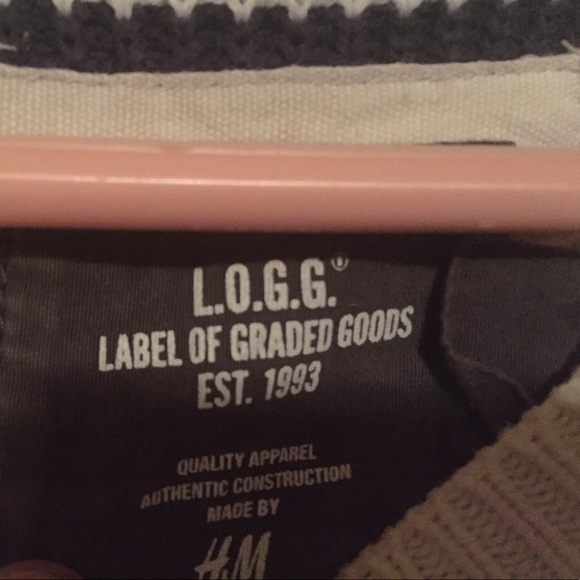 L.O.G.G.®
LABEL OF GRADED GOODS
EST. 1993
QUALITY APPAREL
AUTHENTIC CONSTRUCTION
MADE BY
H&M